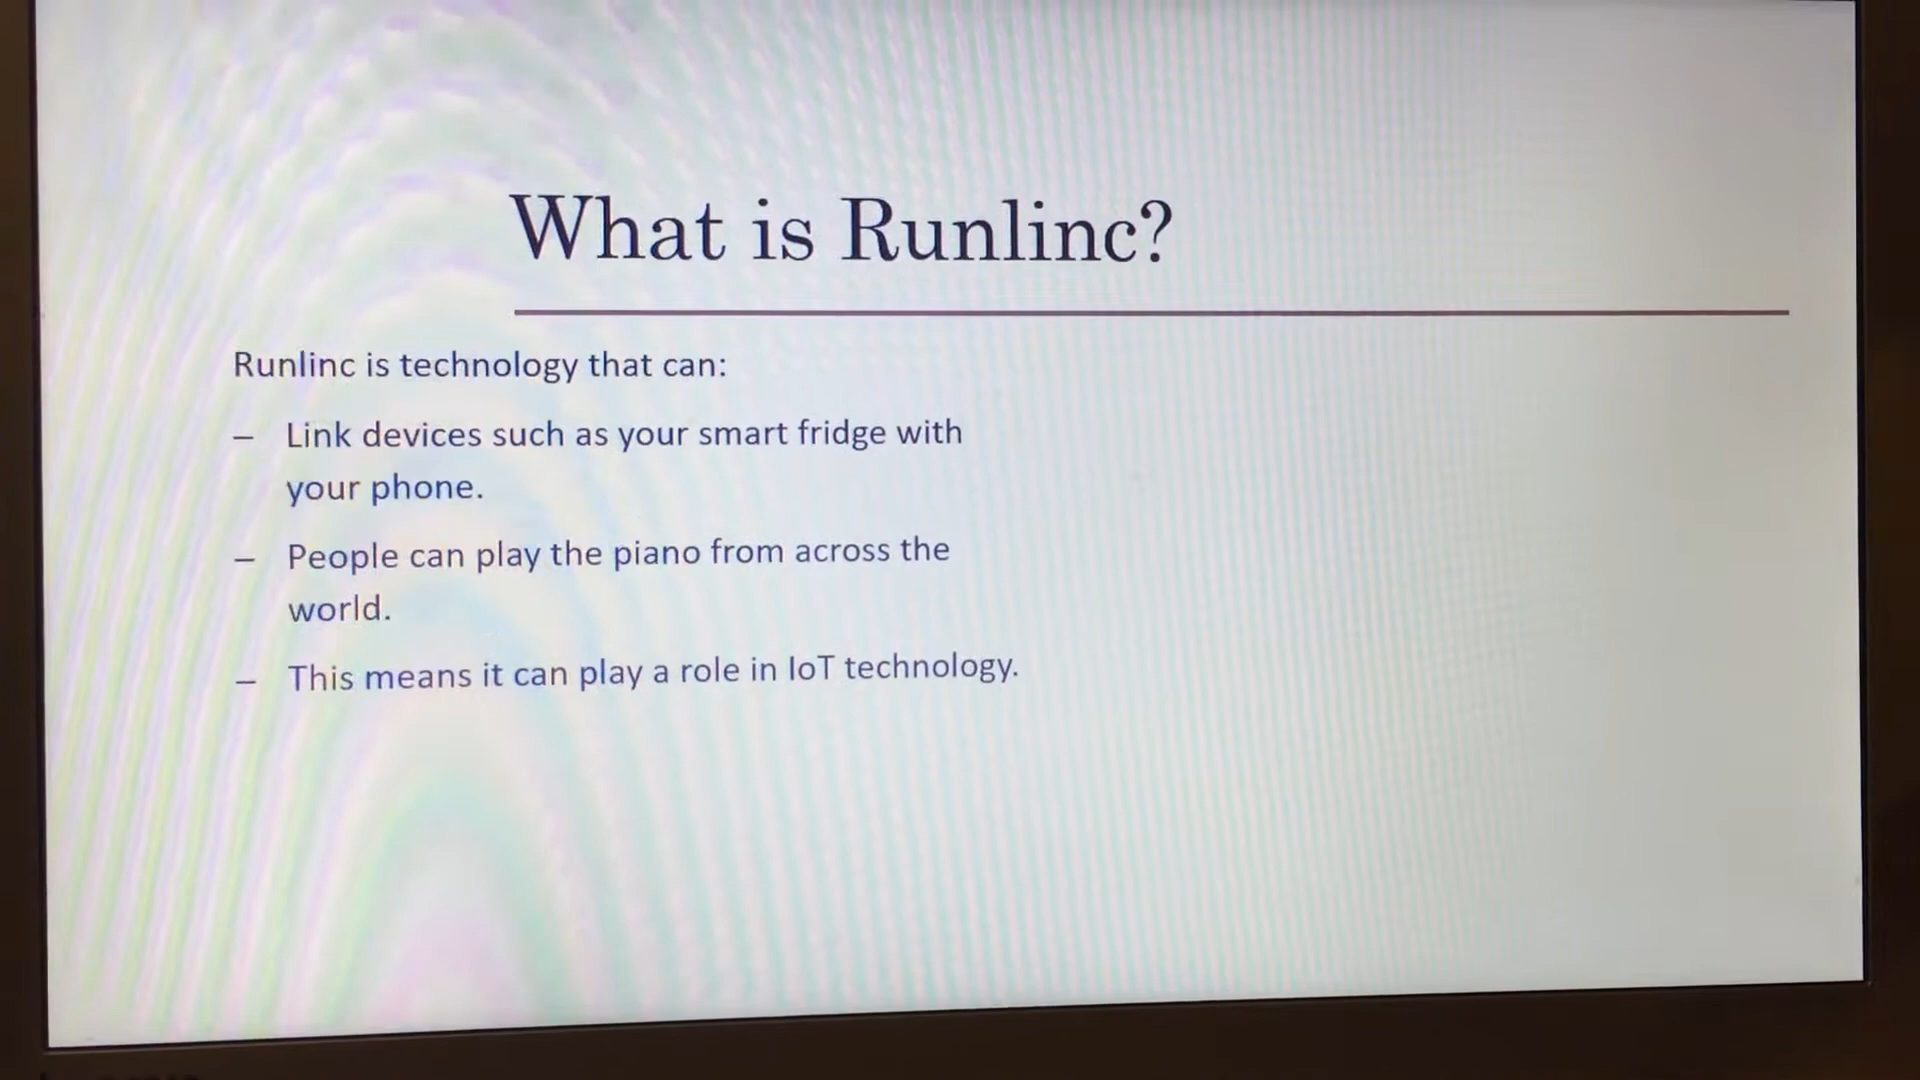 What is Runlinc?
Runlinc is technology that can:
– Link devices such as your smart fridge with
your phone.
– People can play the piano from across the
world.
– This means it can play a role in IoT technology.